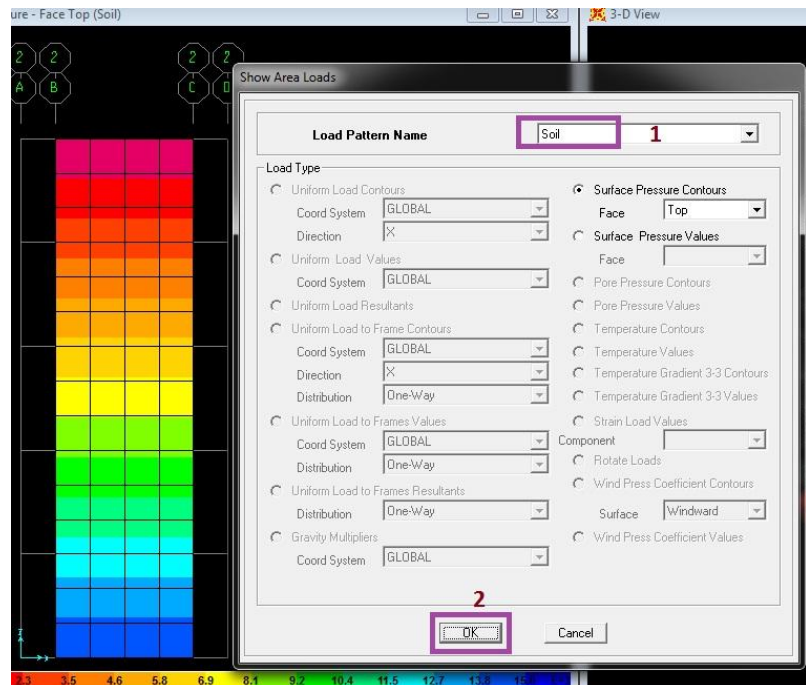 ure - Face Top (Soil)
3-D View
2 2 2 2
A B C D
Show Area Loads
Load Pattern Name Soil 1
Load Type
Uniform Load Contours
Coord System GLOBAL
Direction X
Uniform Load Values
Coord System GLOBAL
Uniform Load Resultants
Uniform Load to Frame Contours
Coord System GLOBAL
Direction X
Distribution One-Way
Uniform Load to Frames Values
Coord System GLOBAL
Distribution One-Way
Uniform Load to Frames Resultants
Distribution One-Way
Gravity Multipliers
Coord System GLOBAL
Surface Pressure Contours
Face Top
Surface Pressure Values
Face
Pore Pressure Contours
Pore Pressure Values
Temperature Contours
Temperature Values
Temperature Gradient 3-3 Contours
Temperature Gradient 3-3 Values
Strain Load Values
Component
Rotate Loads
Wind Press Coefficient Contours
Surface Windward
Wind Press Coefficient Values
2
OK Cancel
Z
2.3 3.5 4.6 5.8 6.9 8.1 9.2 10.4 11.5 12.7 13.8